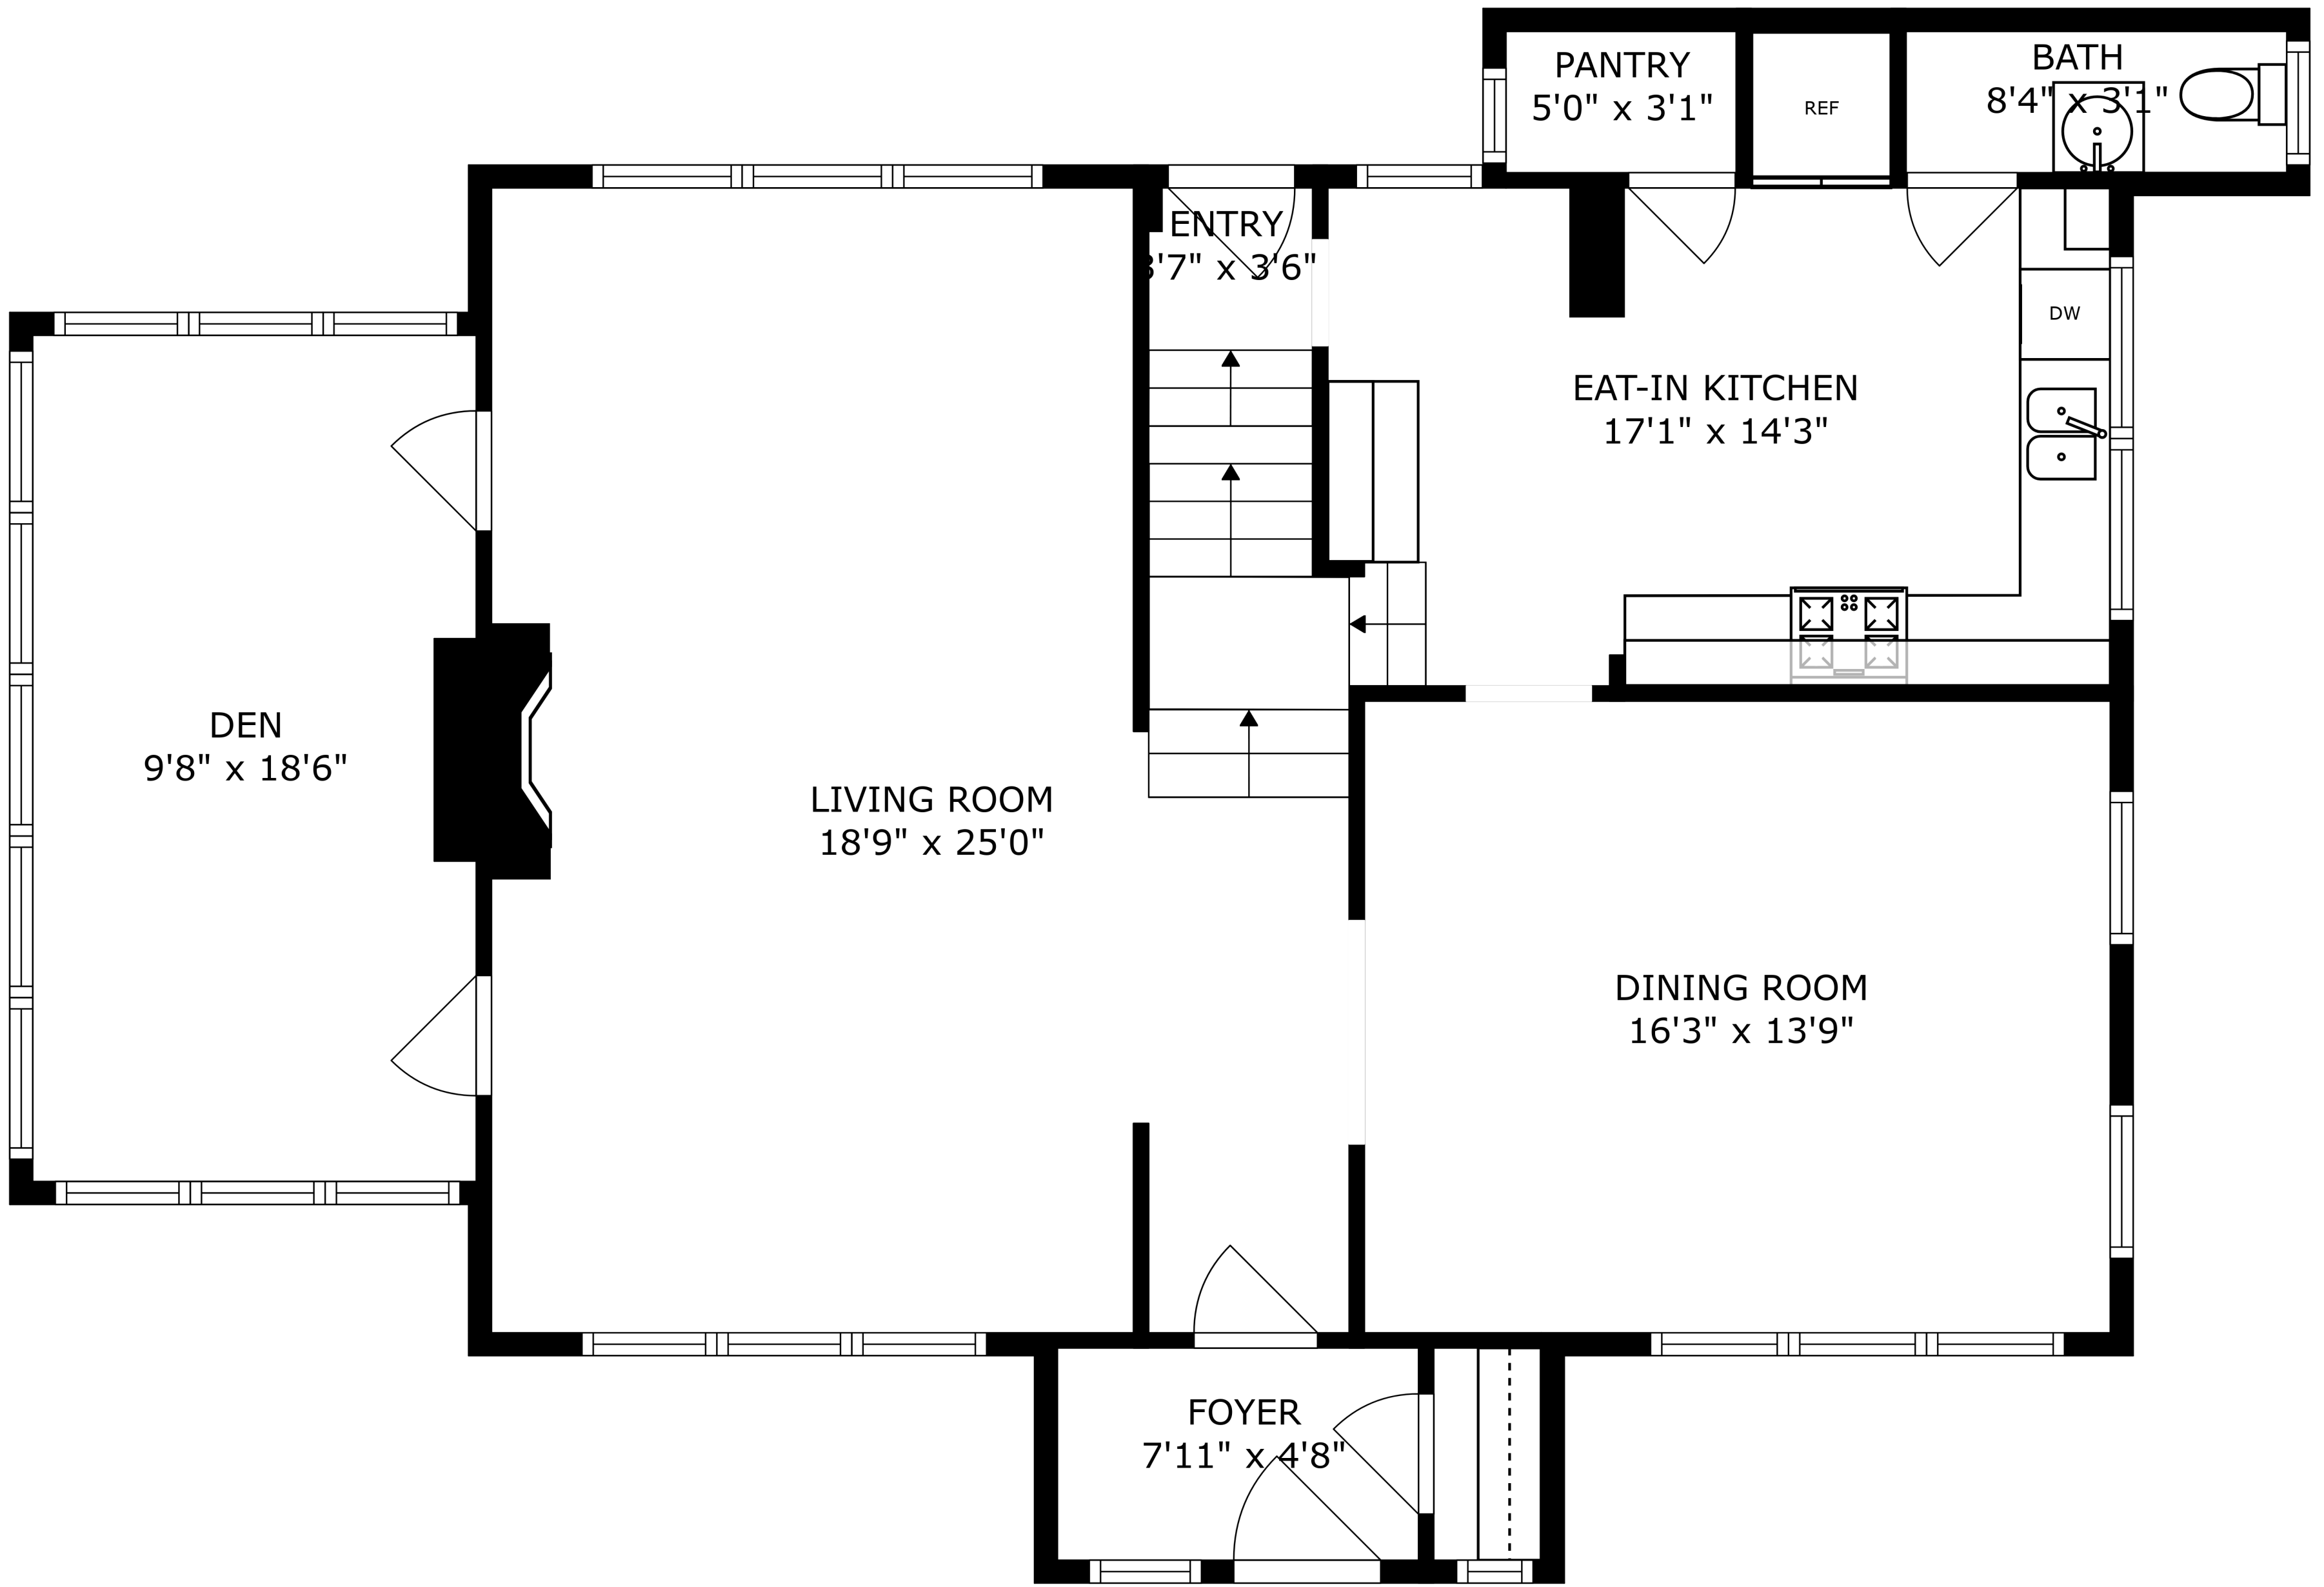 PANTRY
5'0" x 3'1"
REF
BATH
8'4" x 3'1"
ENTRY
3'7" x 3'6"
DW
EAT-IN KITCHEN
17'1" x 14'3"
DEN
9'8" x 18'6"
LIVING ROOM
18'9" x 25'0"
DINING ROOM
16'3" x 13'9"
FOYER
7'11" x 4'8"